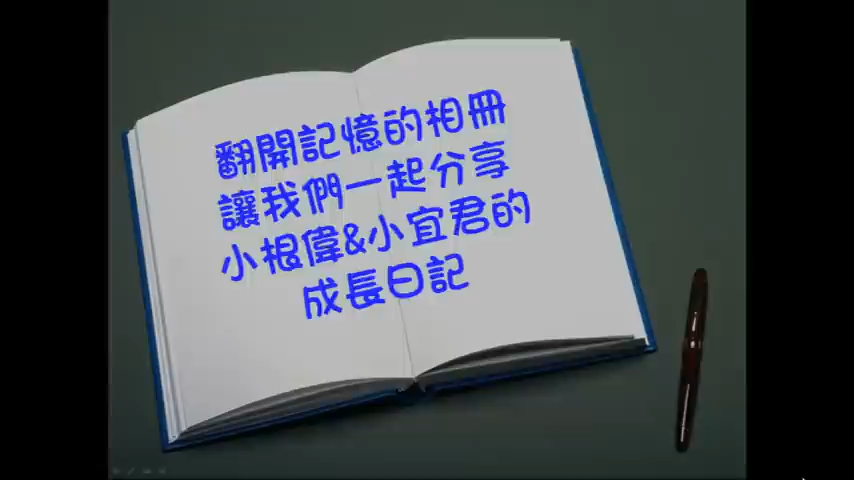 翻開記憶的相冊
讓我們一起分享
小根偉&小宜君的
成長日記